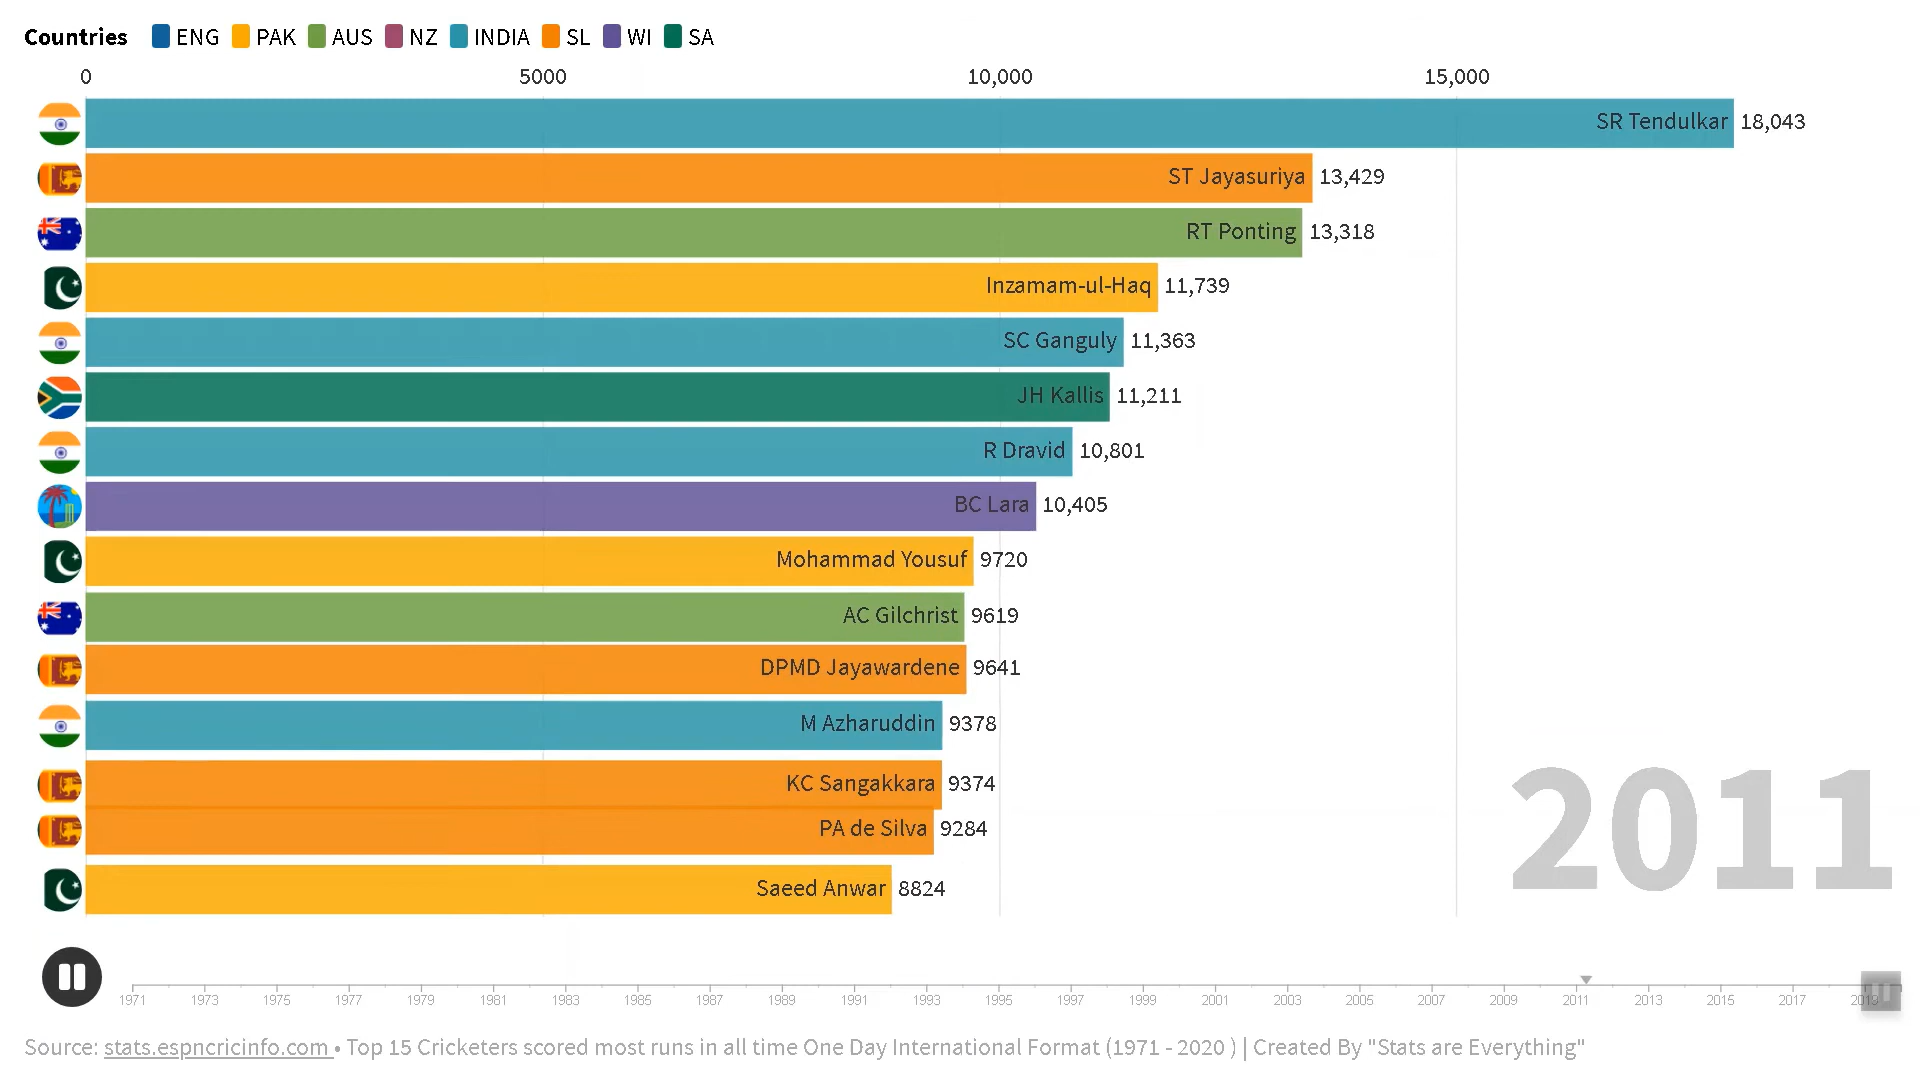 Countries ENG PAK AUS NZ INDIA SL WI SA
0 5000 10,000 15,000
SR Tendulkar 18,043
ST Jayasuriya 13,429
RT Ponting 13,318
Inzamam-ul-Haq 11,739
SC Ganguly 11,363
JH Kallis 11,211
R Dravid 10,801
BC Lara 10,405
Mohammad Yousuf 9720
AC Gilchrist 9619
DPMD Jayawardene 9641
M Azharuddin 9378
KC Sangakkara 9374
PA de Silva 9284
Saeed Anwar 8824
2011
1971 1973 1975 1977 1979 1981 1983 1985 1987 1989 1991 1993 1995 1997 1999 2001 2003 2005 2007 2009 2011 2013 2015 2017 2019
Source: stats.espncricinfo.com • Top 15 Cricketers scored most runs in all time One Day International Format (1971 - 2020 ) | Created By "Stats are Everything"